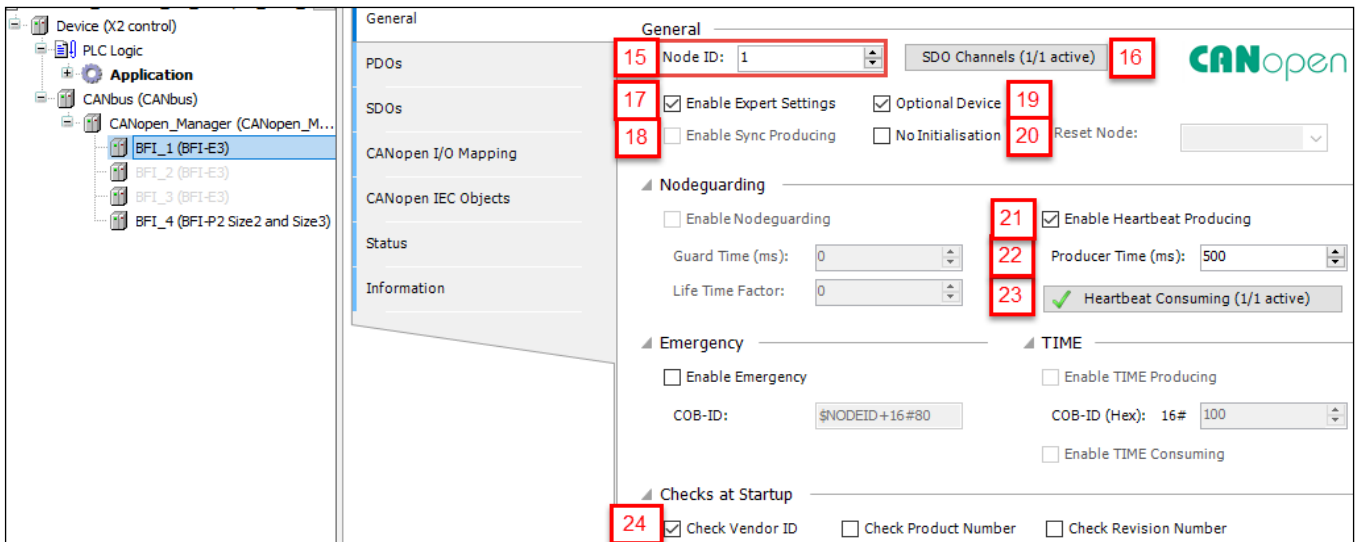 Device (X2 control)
PLC Logic
Application
CANbus (CANbus)
CANopen_Manager (CANopen_M...
BFI_1 (BFI-E3)
BFI_2 (BFI-E3)
BFI_3 (BFI-E3)
BFI_4 (BFI-P2 Size2 and Size3)
General
PDOs
SDOs
CANopen I/O Mapping
CANopen IEC Objects
Status
Information
General
15 Node ID: 1 SDO Channels (1/1 active) 16 CANopen
17 Enable Expert Settings Optional Device 19
18 Enable Sync Producing No Initialisation 20 Reset Node:
Nodeguarding
Enable Nodeguarding 21 Enable Heartbeat Producing
Guard Time (ms): 0 22 Producer Time (ms): 500
Life Time Factor: 0 23 Heartbeat Consuming (1/1 active)
Emergency TIME
Enable Emergency Enable TIME Producing
COB-ID: $NODEID+16#80 COB-ID (Hex): 16# 100
Enable TIME Consuming
Checks at Startup
24 Check Vendor ID Check Product Number Check Revision Number